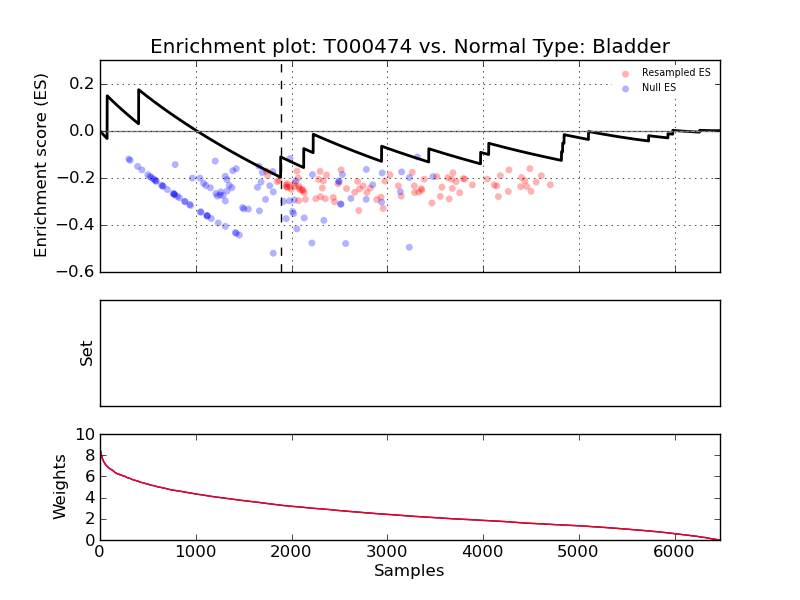 Enrichment plot: T000474 vs. Normal Type: Bladder
Enrichment score (ES)
0.2
0.0
−0.2
−0.4
−0.6
Resampled ES
Null ES
Set
Weights
10
8
6
4
2
0
0 1000 2000 3000 4000 5000 6000
Samples